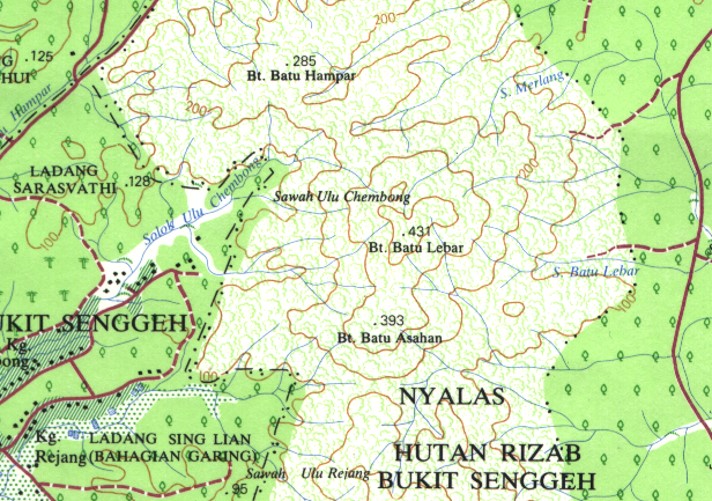 200
G
.125
HUI
.285
Bt. Batu Hampar
S. Merlang
Hampar
200
LADANG
SARASVATHI
.128
200
Sawah Ulu Chembong
Solok Ulu Chembong
100
.431
Bt. Batu Lebar
S. Batu Lebar
100
UKIT SENGGEH
Kg.
bong
.393
Bt. Batu Asahan
100
NYALAS
Kg.
Rejang
LADANG SING LIAN
(BAHAGIAN GARING)
HUTAN RIZAB
BUKIT SENGGEH
Sawah Ulu Rejang
.95